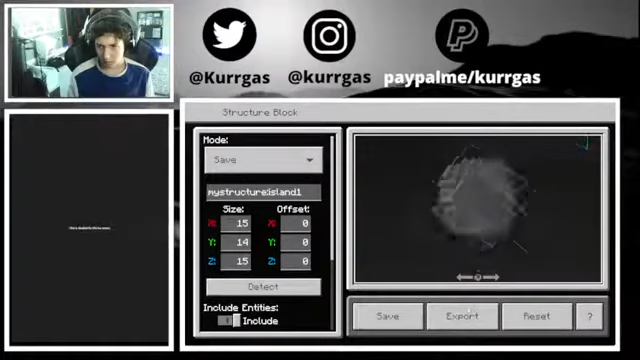 @Kurrgas
@kurrgas
paypalme/kurrgas
Structure Block
Mode:
Save
mystructure:island1
Size:
Offset:
X:
15
X:
0
Y:
14
Y:
0
Z:
15
Z:
0
Detect
Include Entities:
Include
Save
Export
Reset
?